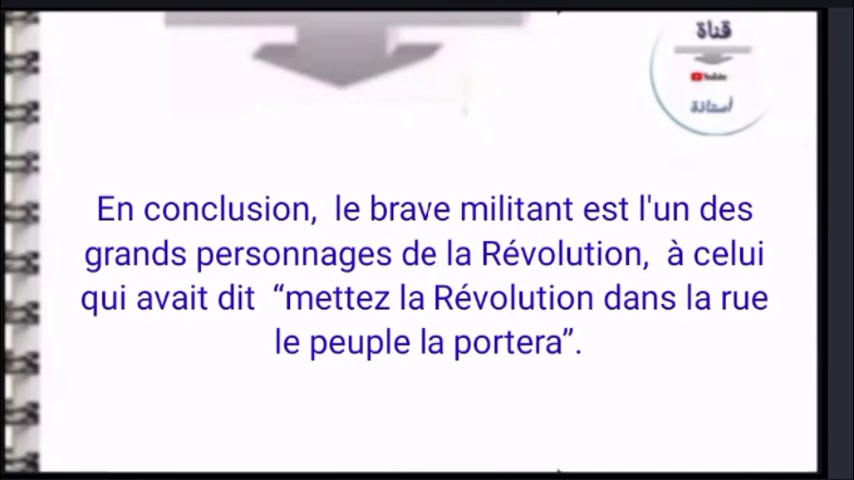 قناة
YouTube
أستاذة
En conclusion, le brave militant est l'un des
grands personnages de la Révolution, à celui
qui avait dit “mettez la Révolution dans la rue
le peuple la portera”.